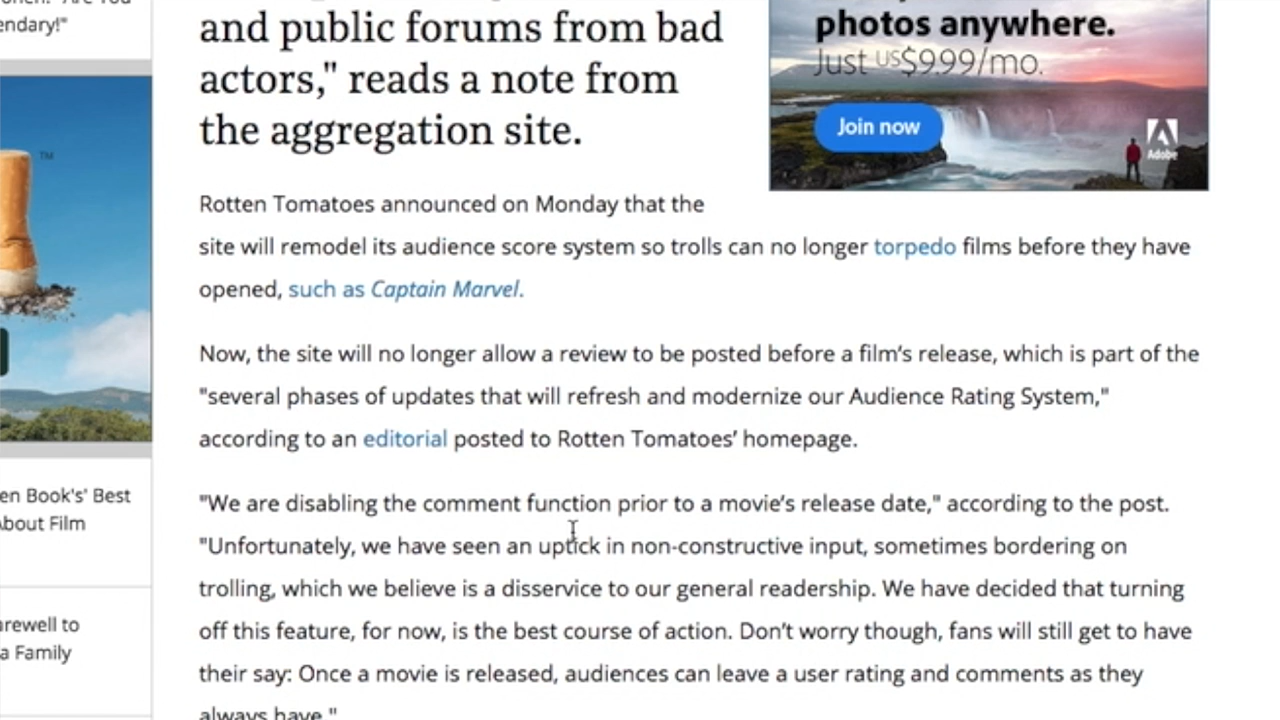 endary!"
and public forums from bad
actors," reads a note from
the aggregation site.
photos anywhere.
Just US$9.99/mo.
Join now
Adobe
TM
Rotten Tomatoes announced on Monday that the
site will remodel its audience score system so trolls can no longer torpedo films before they have
opened, such as Captain Marvel.
Now, the site will no longer allow a review to be posted before a film's release, which is part of the
"several phases of updates that will refresh and modernize our Audience Rating System,"
according to an editorial posted to Rotten Tomatoes' homepage.
"We are disabling the comment function prior to a movie's release date," according to the post.
"Unfortunately, we have seen an uptick in non-constructive input, sometimes bordering on
trolling, which we believe is a disservice to our general readership. We have decided that turning
off this feature, for now, is the best course of action. Don't worry though, fans will still get to have
their say: Once a movie is released, audiences can leave a user rating and comments as they
always have."
en Book's' Best
About Film
arewell to
a Family